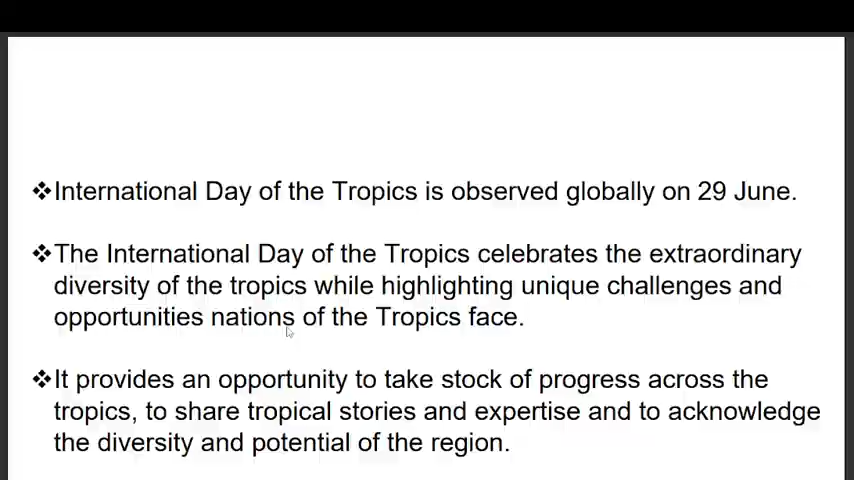 ❖International Day of the Tropics is observed globally on 29 June.
❖The International Day of the Tropics celebrates the extraordinary
diversity of the tropics while highlighting unique challenges and
opportunities nations of the Tropics face.
❖It provides an opportunity to take stock of progress across the
tropics, to share tropical stories and expertise and to acknowledge
the diversity and potential of the region.